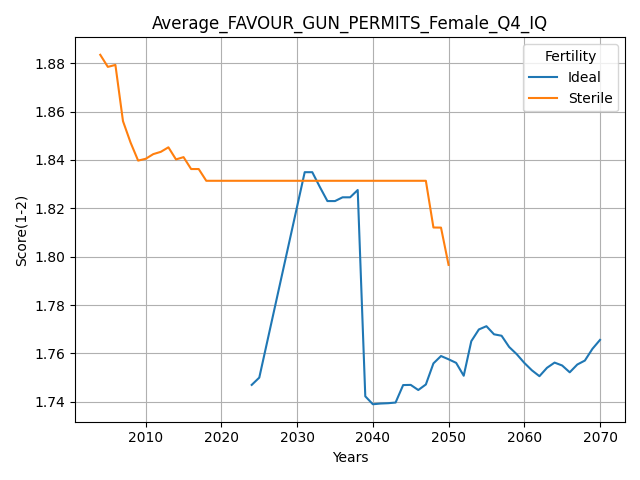 Average_FAVOUR_GUN_PERMITS_Female_Q4_IQ
Fertility
Ideal
Sterile
1.88
1.86
1.84
1.82
1.80
1.78
1.76
1.74
Score(1-2)
2010 2020 2030 2040 2050 2060 2070
Years